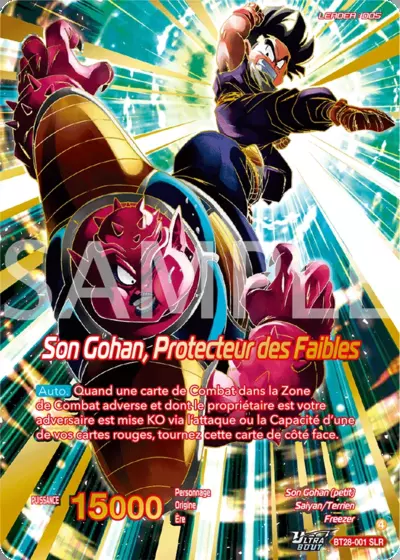 LEADER MOS
SAMPLE
Son Gohan, Protecteur des Faibles
Auto. Quand une carte de Combat dans la Zone
de Combat adverse et dont le propriétaire est votre
adversaire est mise KO via l'attaque ou la Capacité d'une
de vos cartes rouges, tournez cette carte de côté face.
PUISSANCE
15000
Personnage Son Gohan (petit)
Origine Saiyan/Terrien
Ère Freezer
4
ULTRA
BOUT
BT28-001 SLR